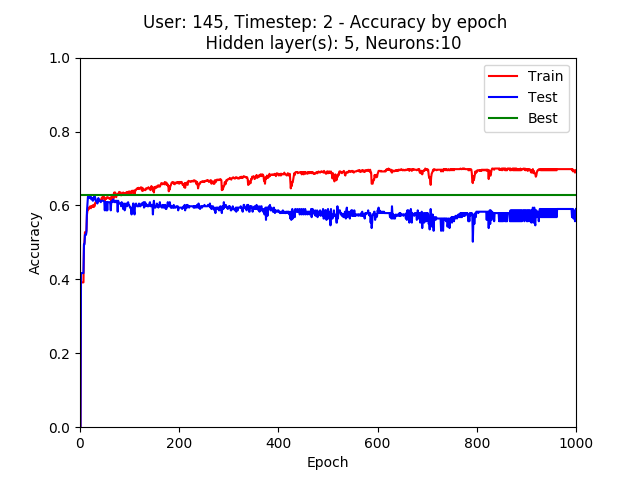 User: 145, Timestep: 2 - Accuracy by epoch
Hidden layer(s): 5, Neurons:10
1.0
0.8
0.6
0.4
0.2
0.0
Accuracy
Train
Test
Best
0
200
400
600
800
1000
Epoch